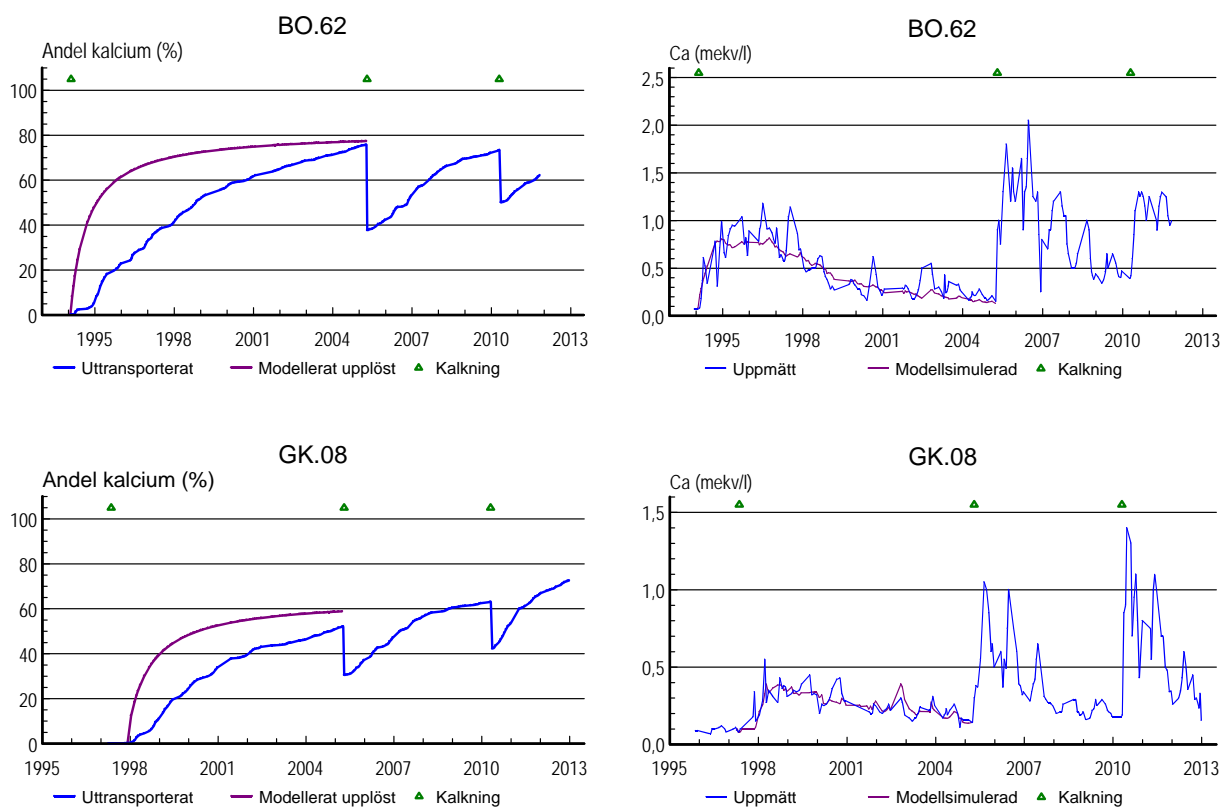 BO.62
Andel kalcium (%)
100
80
60
40
20
0
1995 1998 2001 2004 2007 2010 2013
Uttransporterat Modellerat upplöst Kalkning
BO.62
Ca (mekv/l)
2,5
2,0
1,5
1,0
0,5
0,0
1995 1998 2001 2004 2007 2010 2013
Uppmätt Modellsimulerad Kalkning
GK.08
Andel kalcium (%)
100
80
60
40
20
0
1995 1998 2001 2004 2007 2010 2013
Uttransporterat Modellerat upplöst Kalkning
GK.08
Ca (mekv/l)
1,5
1,0
0,5
0,0
1995 1998 2001 2004 2007 2010 2013
Uppmätt Modellsimulerad Kalkning